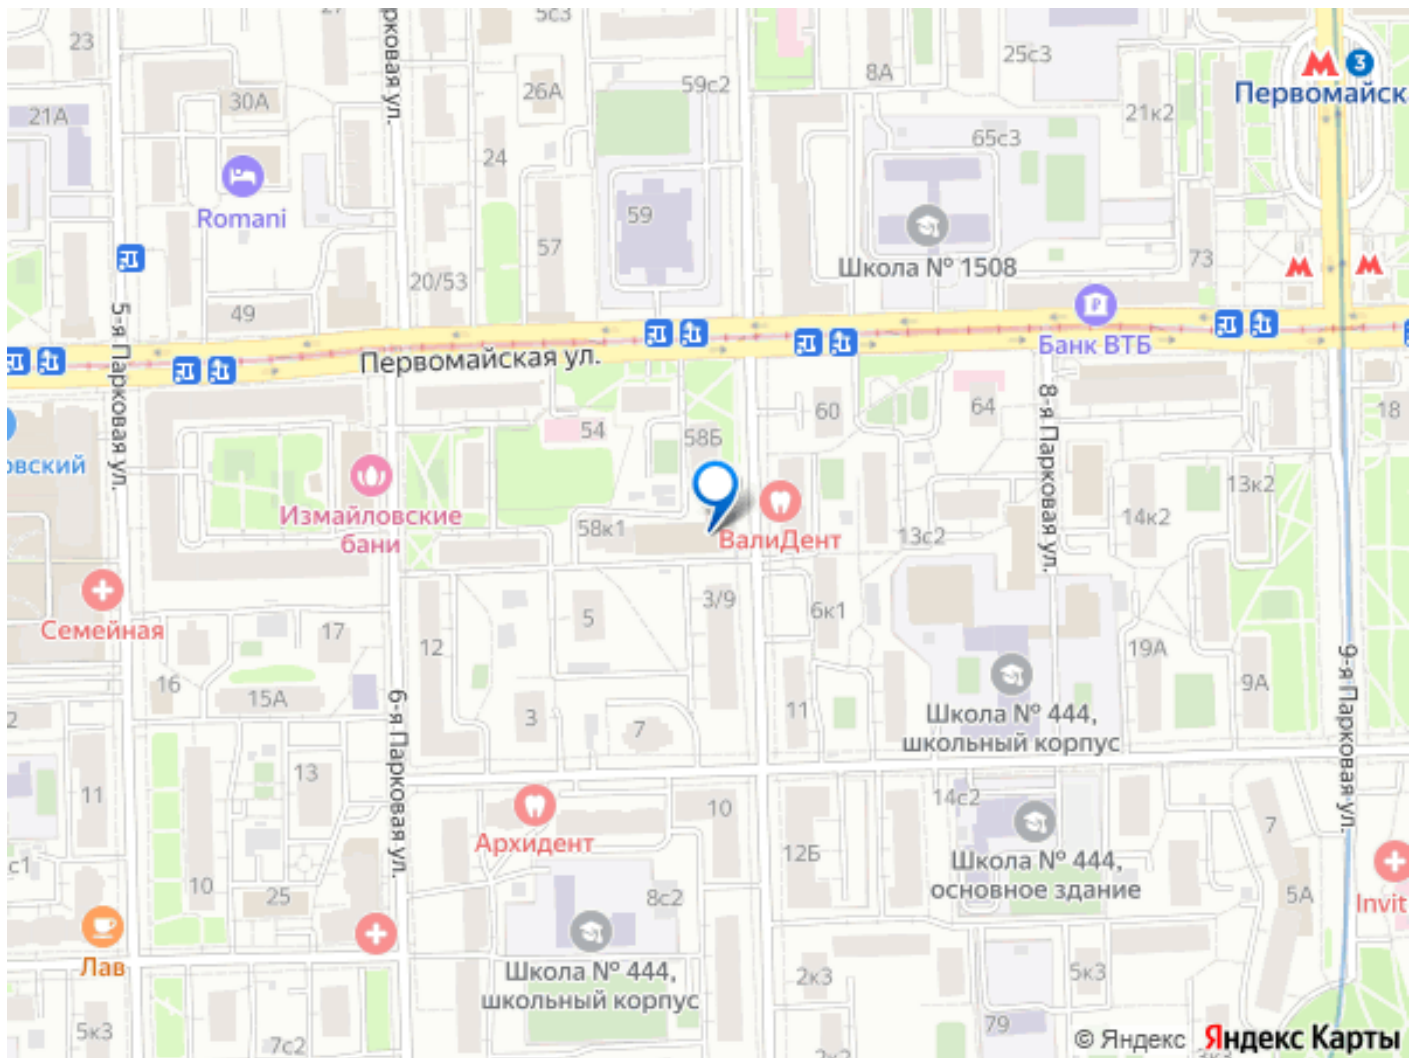 23
5с3
25с3
3
Первомайск
8А
59с2
30А
26А
21А
21к2
65с3
24
Romani
59
57
Школа № 1508
73
20/53
49
5-я Парковая ул.
Первомайская ул.
Банк ВТБ
60
64
18
54
58Б
8-я Парковая ул.
овский
13к2
Измайловские
бани
58к1
ВалиДент
13с2
14к2
Семейная
3/9
6к1
5
17
12
19А
16
15А
9А
9-я Парковая ул.
2
3
7
11
Школа № 444,
школьный корпус
6-я Парковая ул.
13
11
14с2
10
Архидент
12Б
7
Школа № 444,
основное здание
с1
10
25
8с2
5А
Invit
Лав
Школа № 444,
школьный корпус
2к3
5к3
5к3
7с2
79
© Яндекс Яндекс Карты
рковая ул.